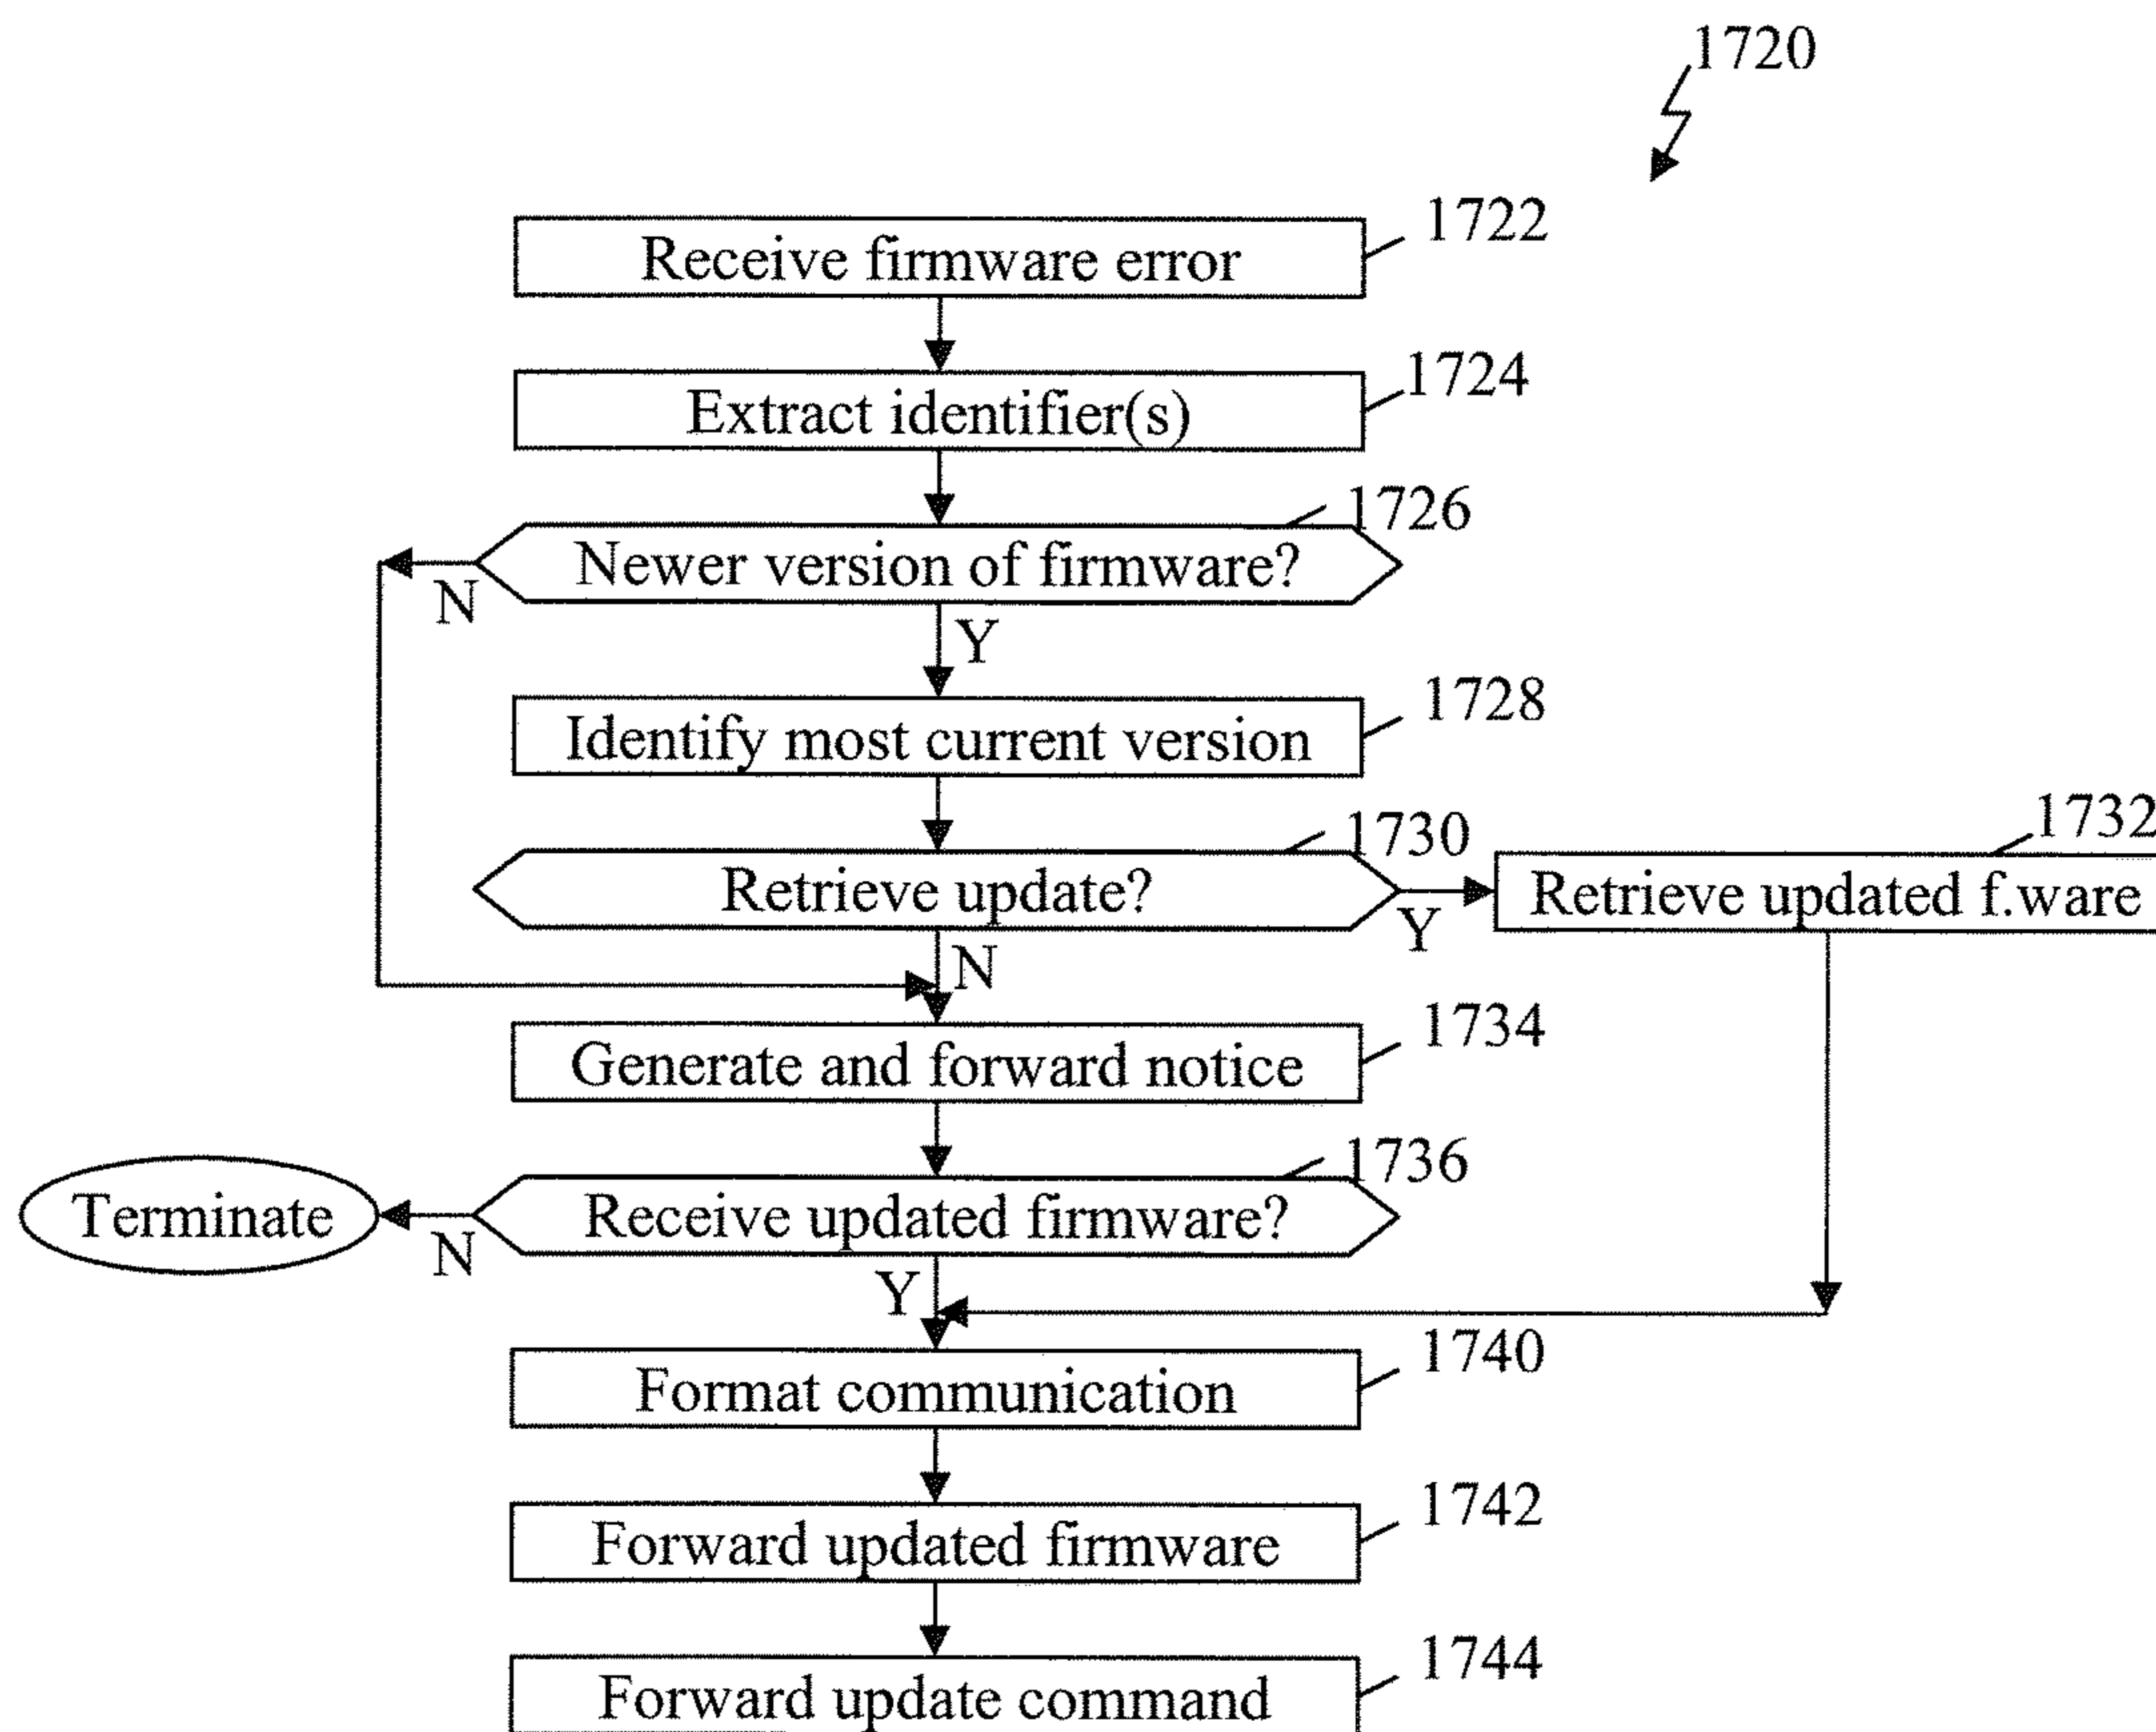 1720
1722
Receive firmware error
1724
Extract identifier(s)
1726
Newer version of firmware?
N
Y
1728
Identify most current version
1730
1732
Retrieve update?
Y
Retrieve updated f.ware
N
1734
Generate and forward notice
1736
Terminate
N
Receive updated firmware?
Y
1740
Format communication
1742
Forward updated firmware
1744
Forward update command